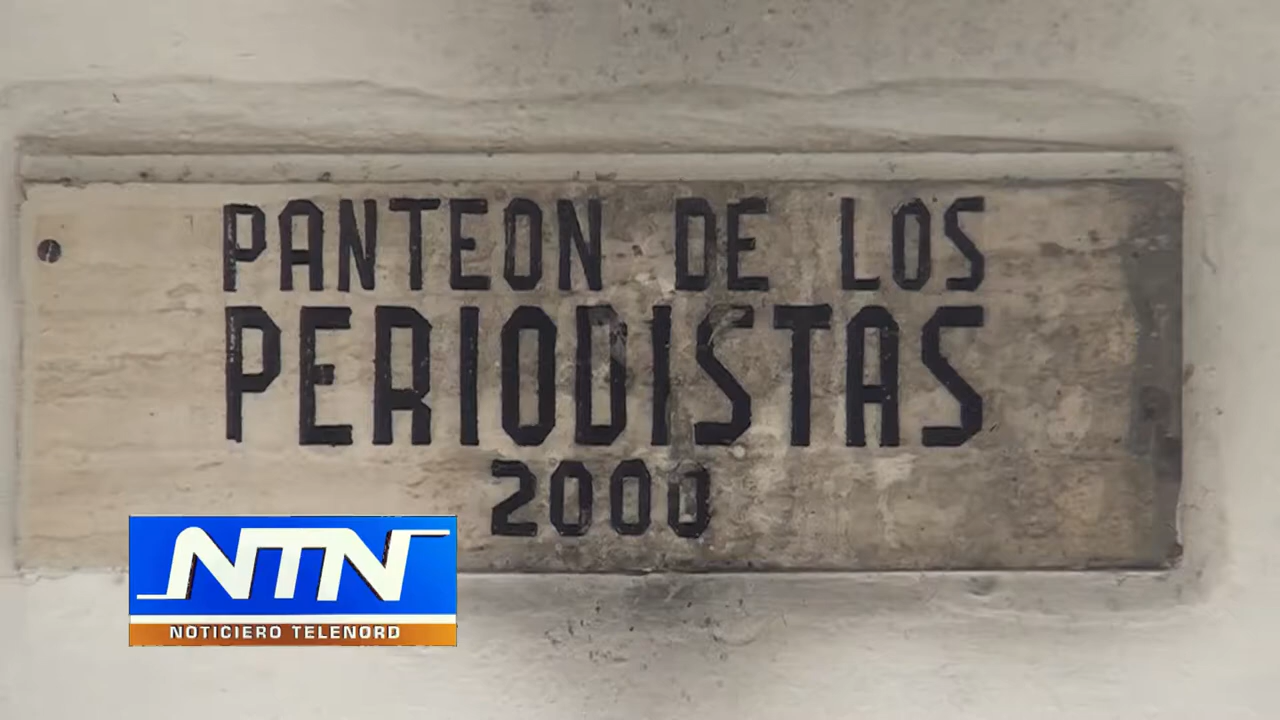 PANTEON DE LOS
PERIODISTAS
2000
NTN
NOTICIERO TELENORD